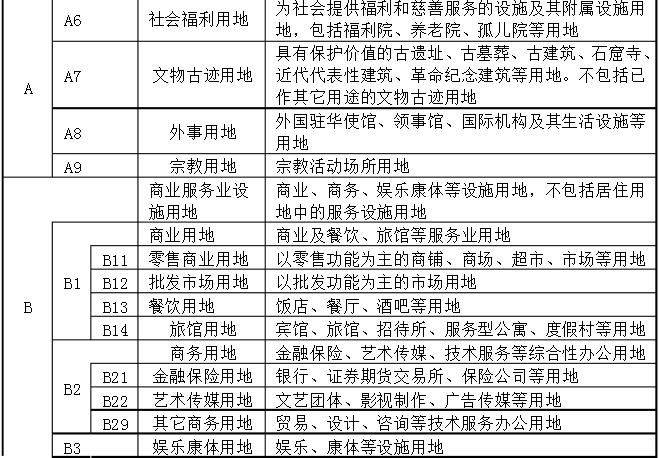 为社会提供福利和慈善服务的设施及其附属设施用
A6 社会福利用地 地，包括福利院、养老院、孤儿院等用地
具有保护价值的古遗址、古墓葬、古建筑、石窟寺、
A7 文物古迹用地 近代代表性建筑、革命纪念建筑等用地。不包括已
作其它用途的文物古迹用地
A
外国驻华使馆、领事馆、国际机构及其生活设施等
A8 外事用地 用地
A9 宗教用地 宗教活动场所用地
商业服务业设 商业、商务、娱乐康体等设施用地，不包括居住用
施用地 地中的服务设施用地
商业用地 商业及餐饮、旅馆等服务业用地
B11 零售商业用地 以零售功能为主的商铺、商场、超市、市场等用地
B1 B12 批发市场用地 以批发功能为主的市场用地
B B13 餐饮用地 饭店、餐厅、酒吧等用地
B14 旅馆用地 宾馆、旅馆、招待所、服务型公寓、度假村等用地
商务用地 金融保险、艺术传媒、技术服务等综合性办公用地
B21 金融保险用地 银行、证券期货交易所、保险公司等用地
B2 B22 艺术传媒用地 文艺团体、影视制作、广告传媒等用地
B29 其它商务用地 贸易、设计、咨询等技术服务办公用地
B3 娱乐康体用地 娱乐、康体等设施用地